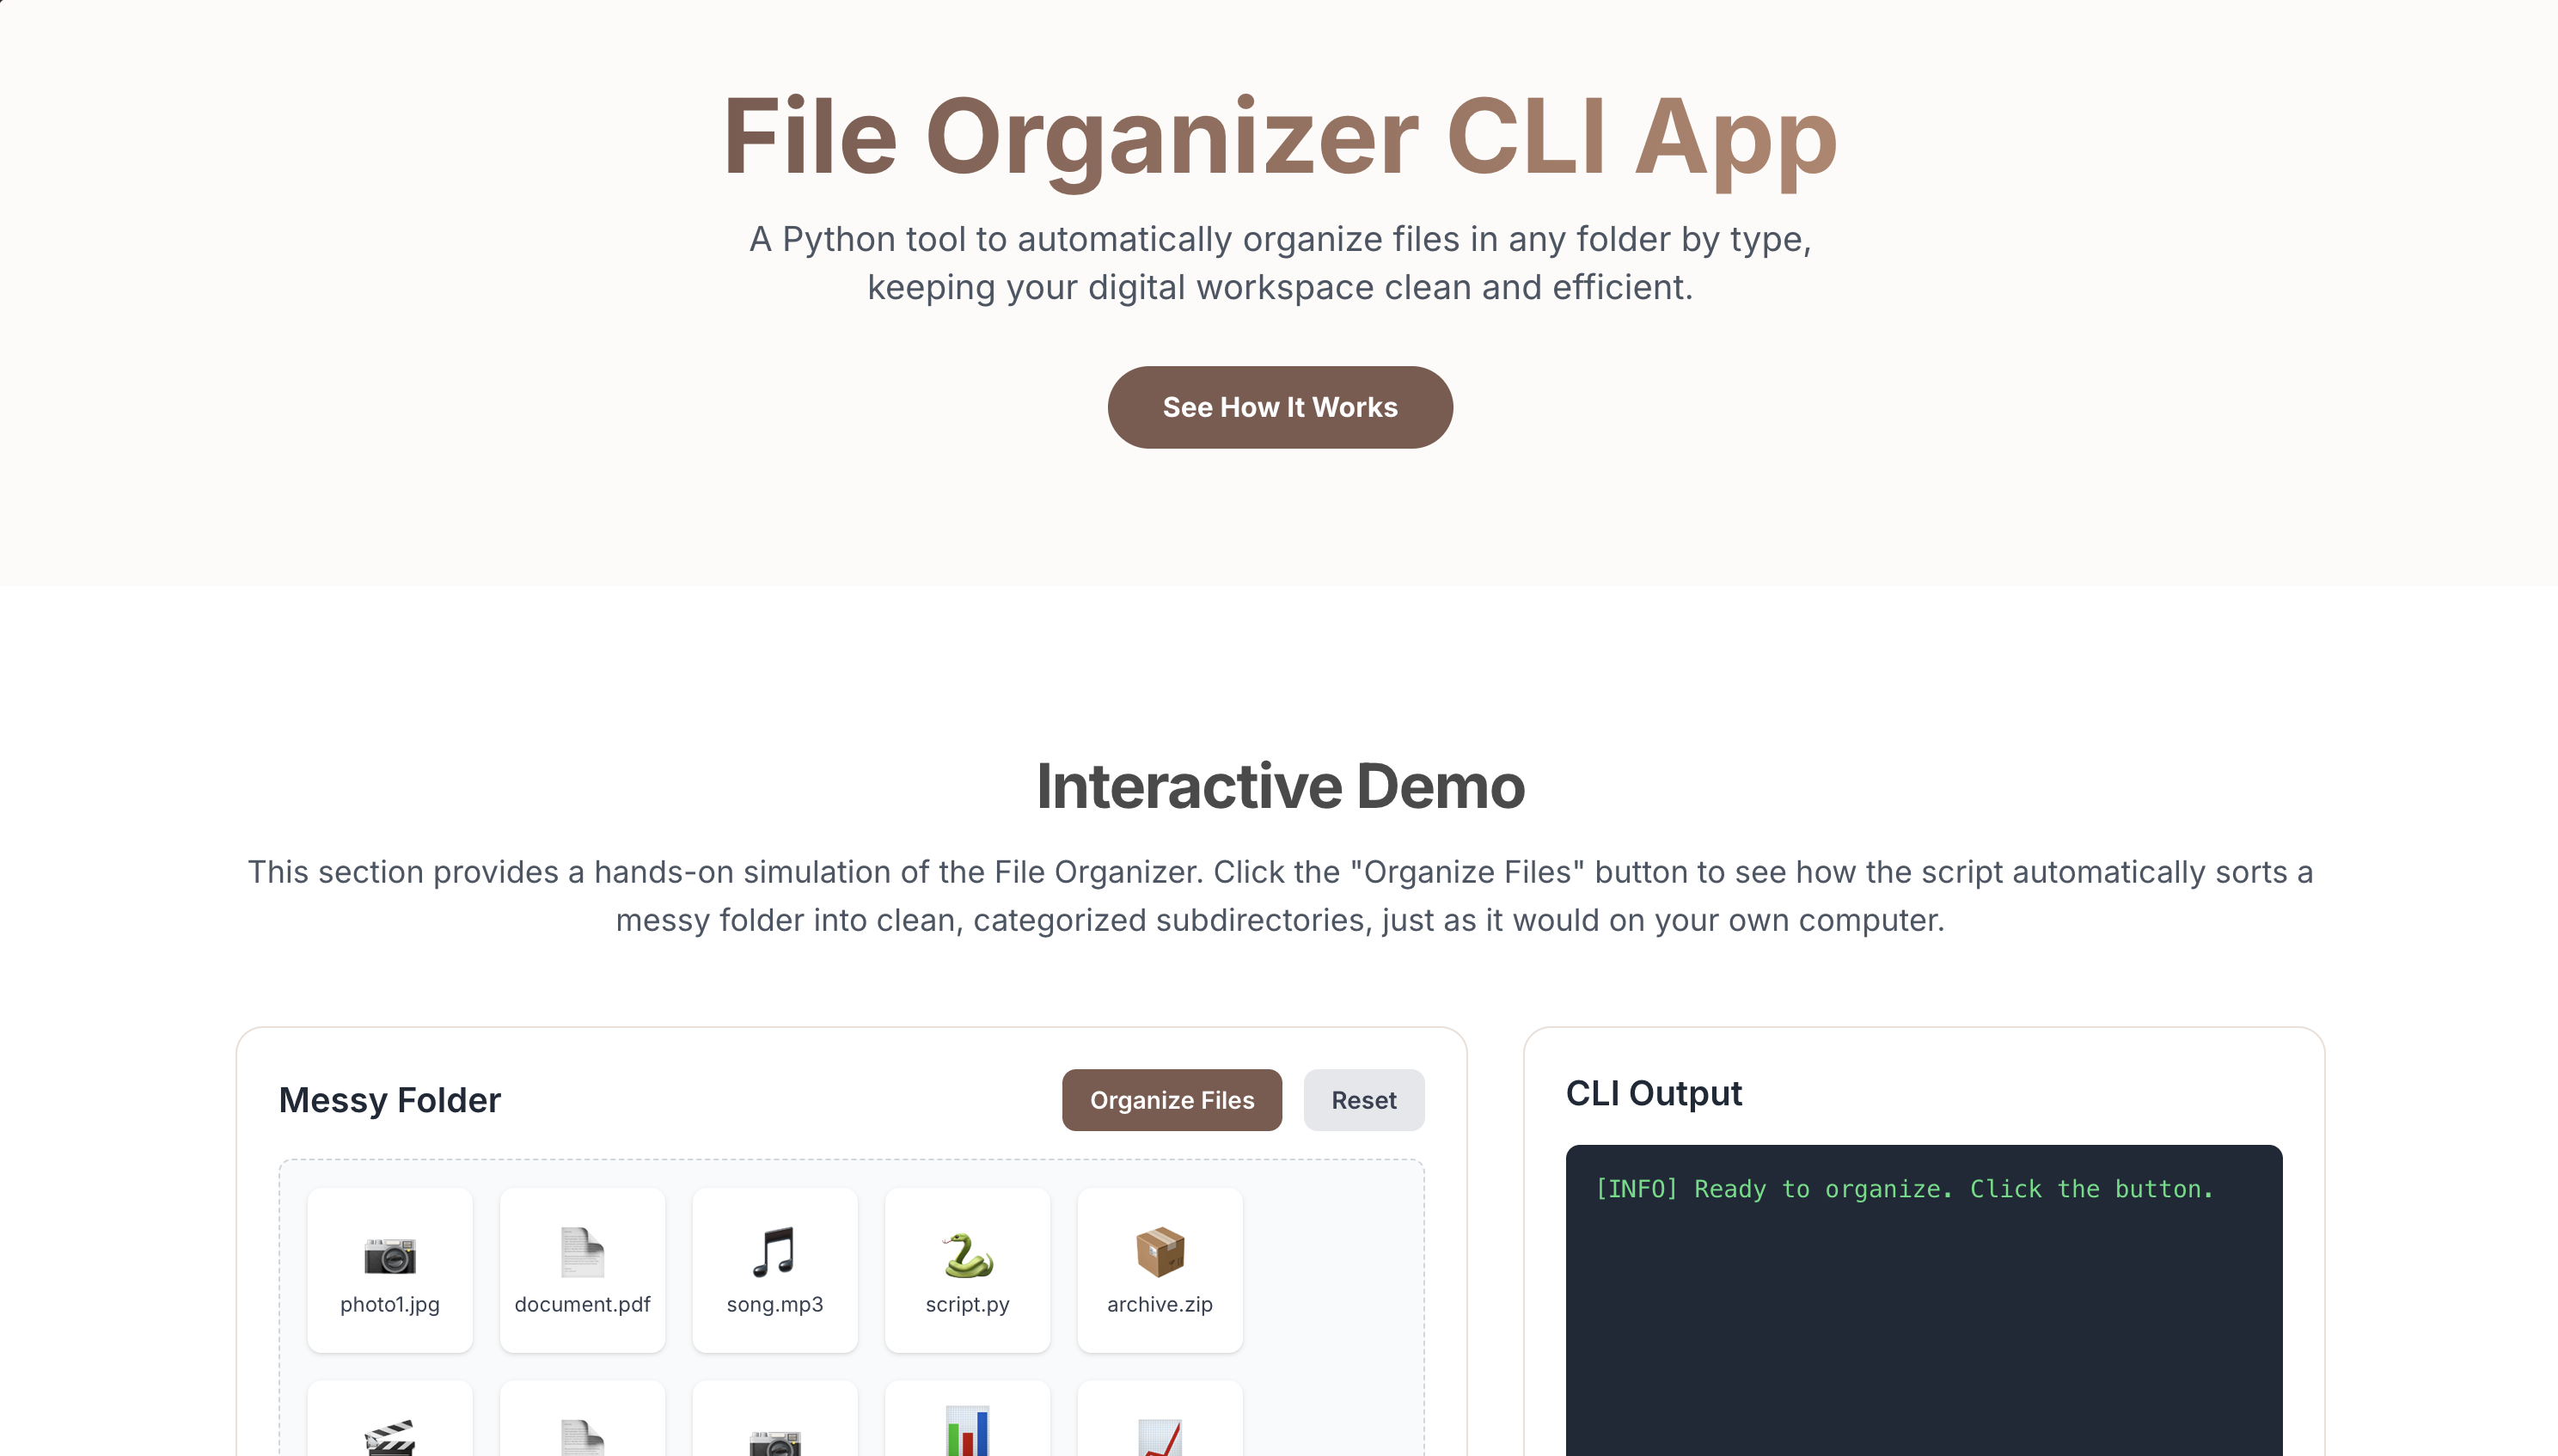 File Organizer CLI App
A Python tool to automatically organize files in any folder by type,
keeping your digital workspace clean and efficient.
See How It Works
Interactive Demo
This section provides a hands-on simulation of the File Organizer. Click the "Organize Files" button to see how the script automatically sorts a
messy folder into clean, categorized subdirectories, just as it would on your own computer.
Messy Folder
Organize Files
Reset
photo1.jpg
document.pdf
song.mp3
script.py
archive.zip
CLI Output
[INFO] Ready to organize. Click the button.